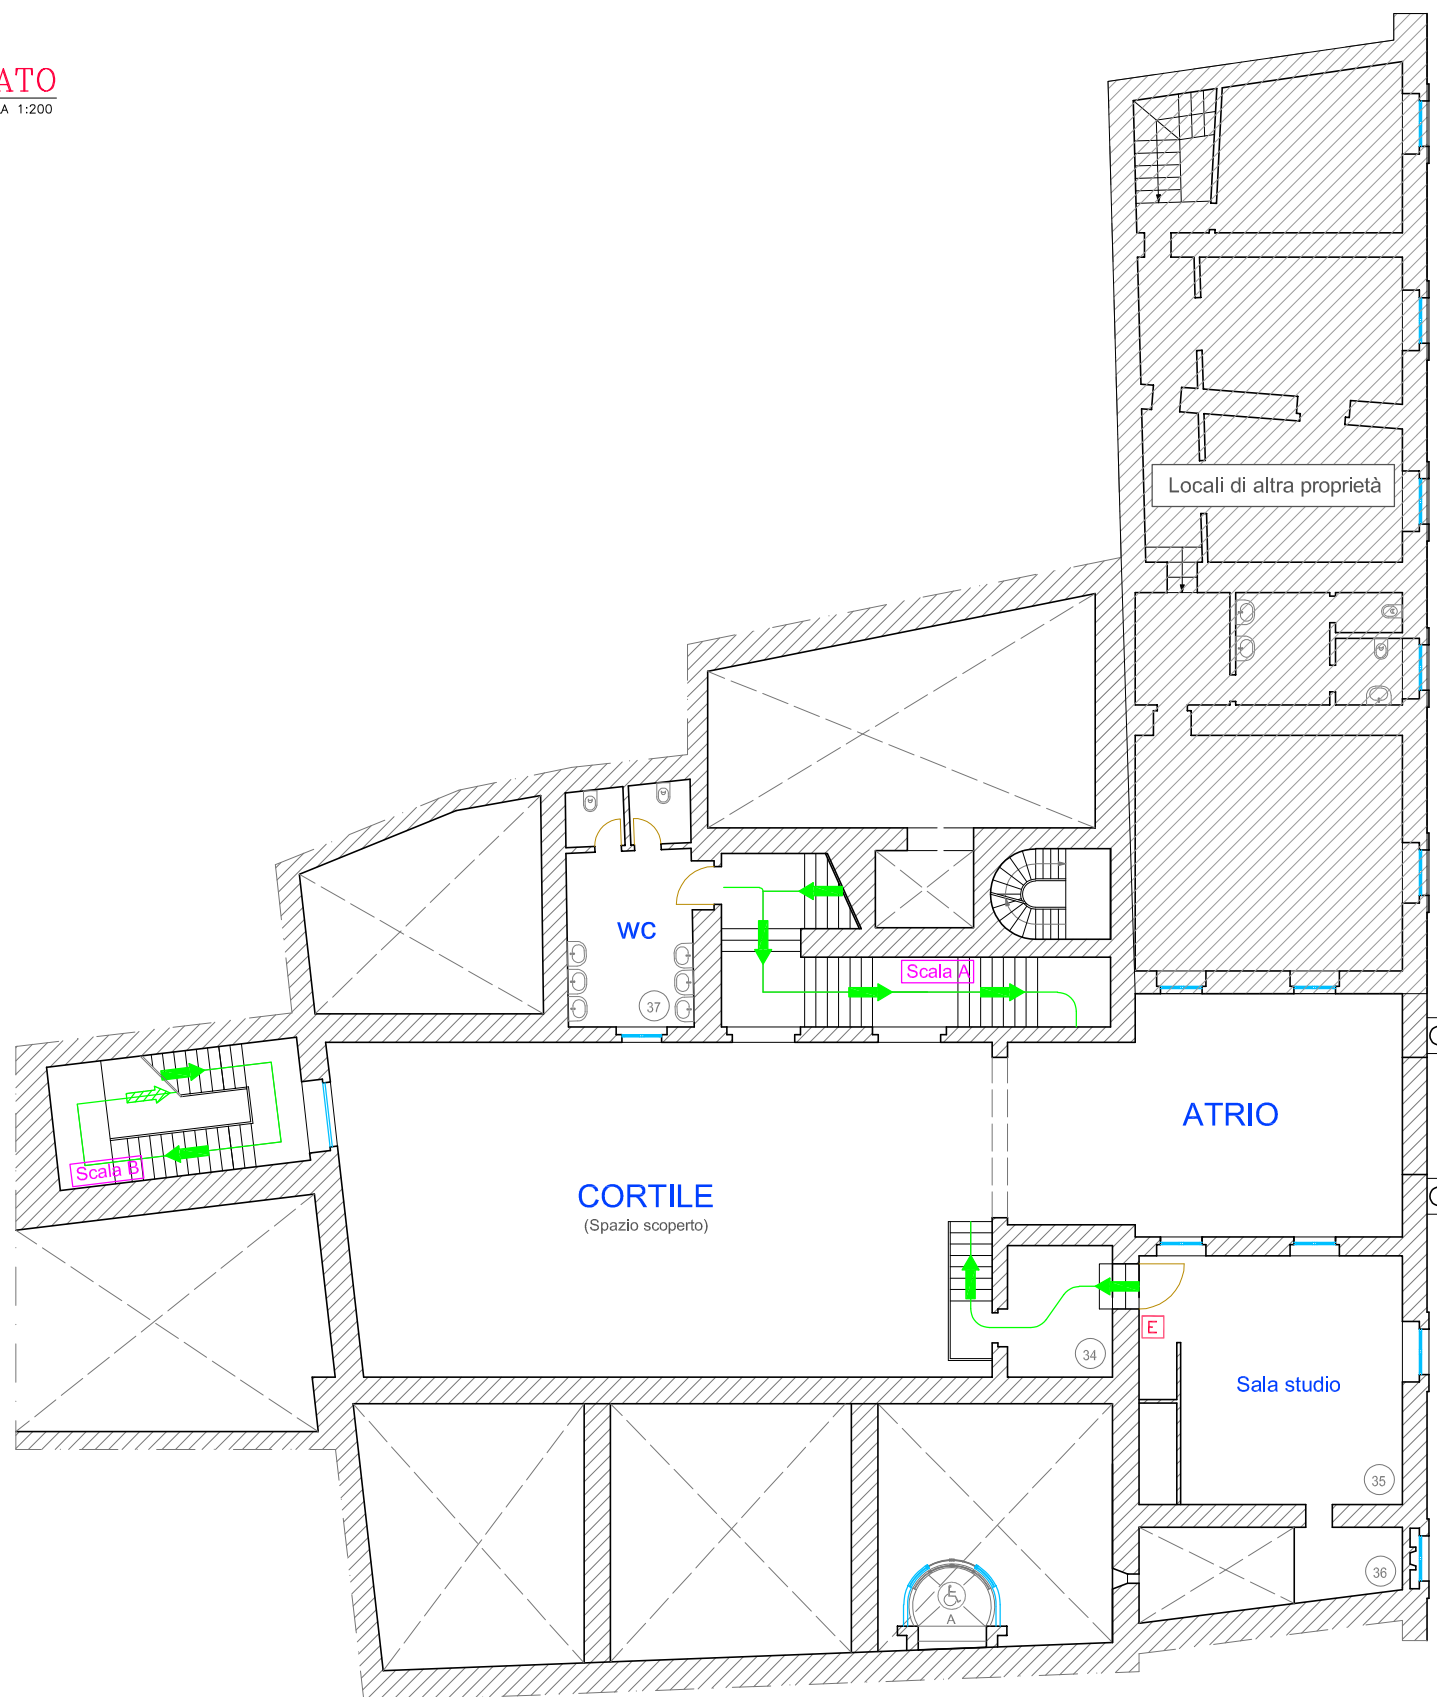 ATO
A 1:200
Locali di altra proprietà
WC
Scala A
37
ATRIO
Scala B
CORTILE
(Spazio scoperto)
E
34
Sala studio
35
36
A